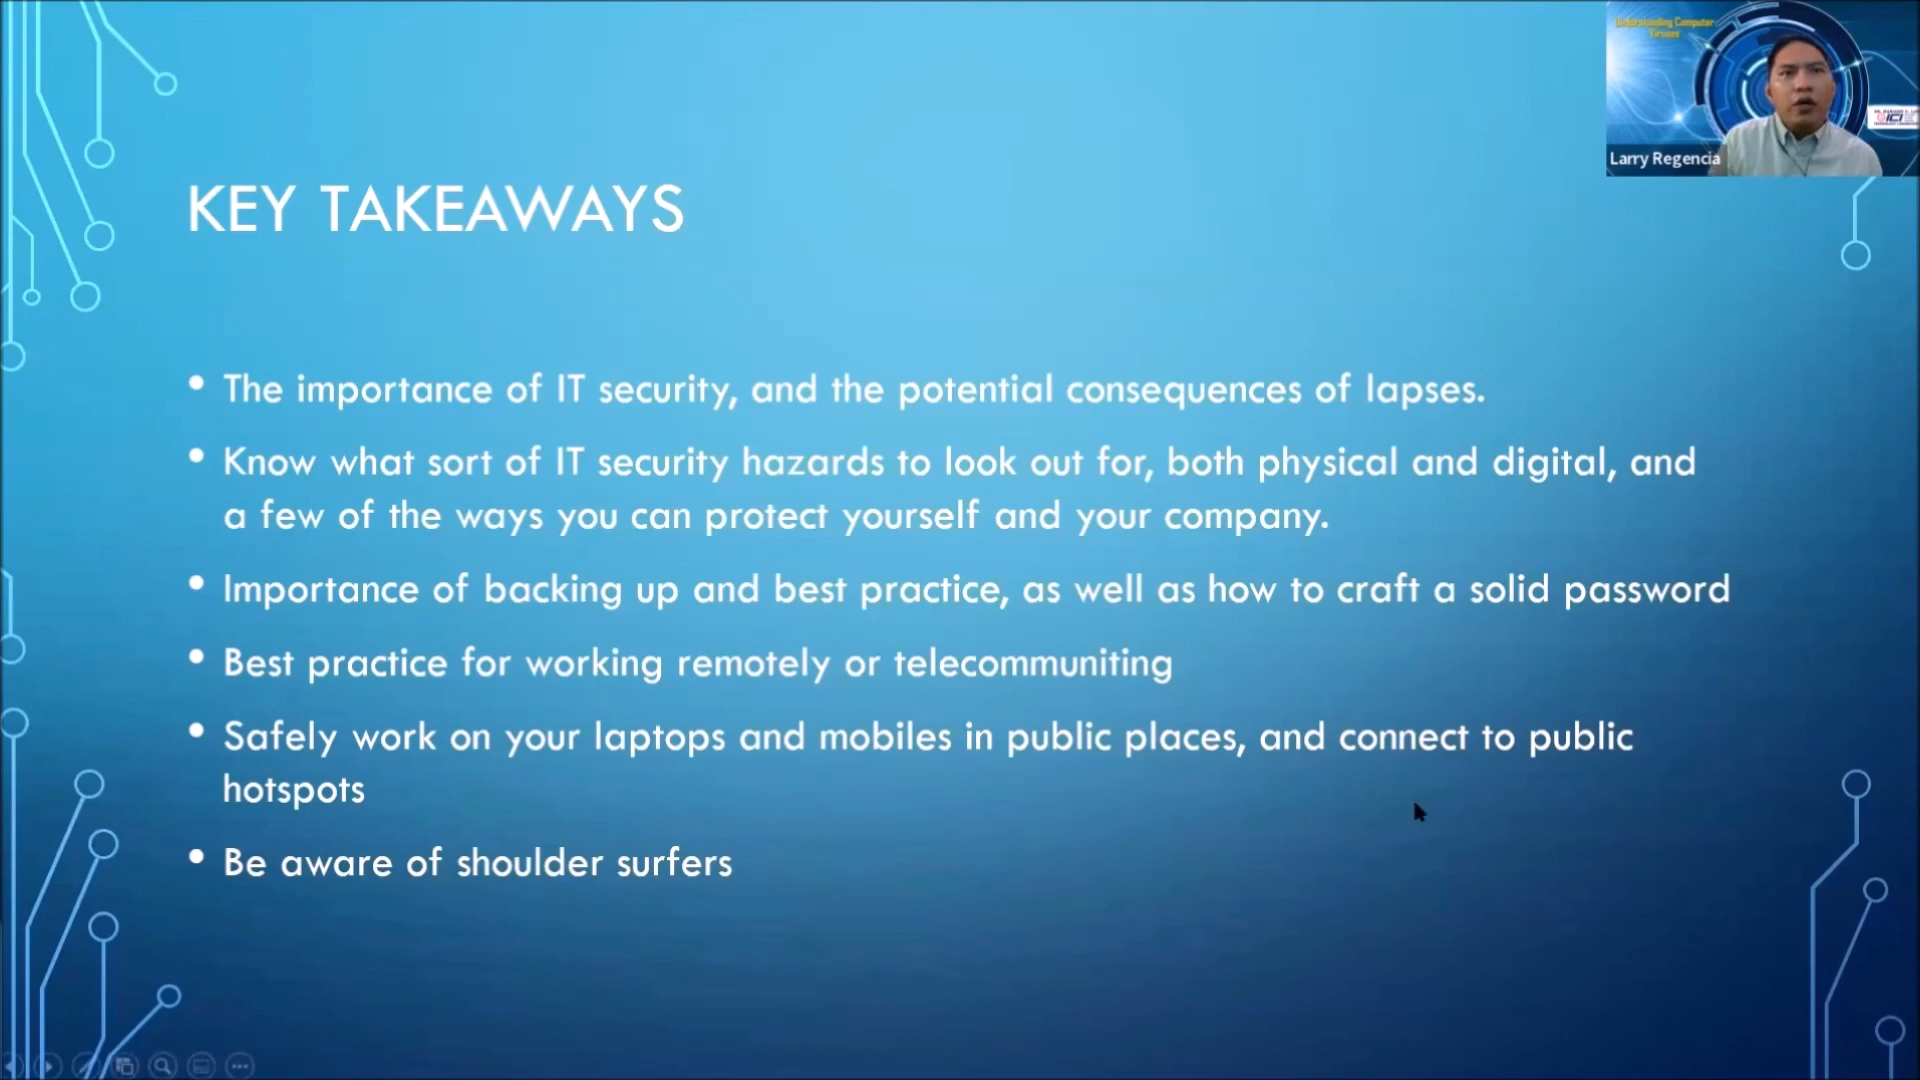 Understanding Computer
Viruses
ICI
Larry Regencia
KEY TAKEAWAYS
• The importance of IT security, and the potential consequences of lapses.
• Know what sort of IT security hazards to look out for, both physical and digital, and
a few of the ways you can protect yourself and your company.
• Importance of backing up and best practice, as well as how to craft a solid password
• Best practice for working remotely or telecommuniting
• Safely work on your laptops and mobiles in public places, and connect to public
hotspots
• Be aware of shoulder surfers